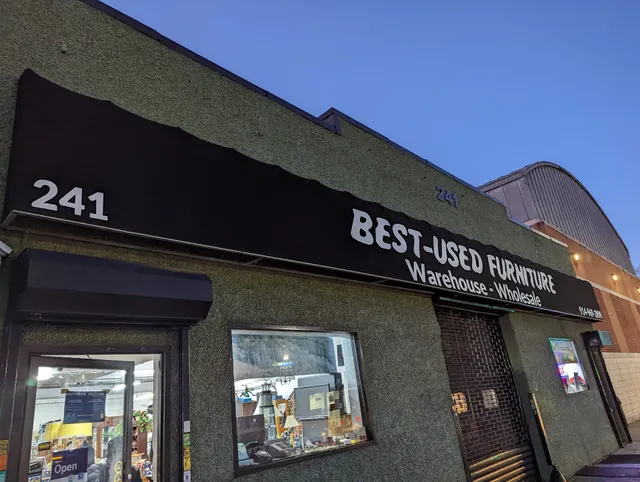 241
241
BEST-USED FURNITURE
Warehouse - Wholesale
Open